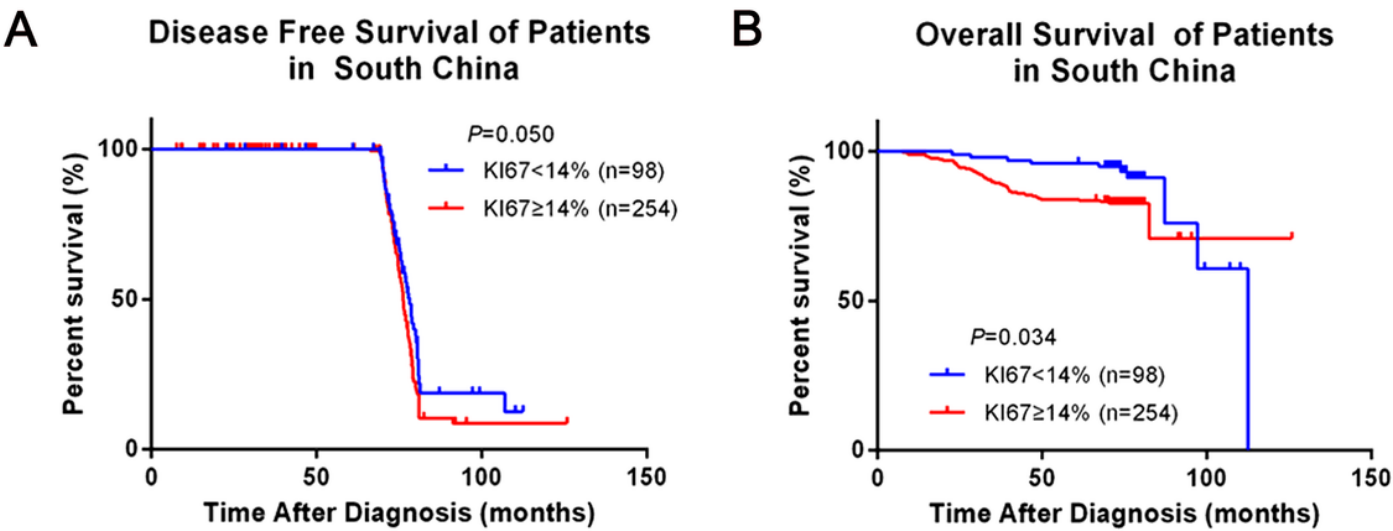 A
Disease Free Survival of Patients
in South China
Percent survival (%)
100
50
0
P=0.050
KI67<14% (n=98)
KI67≥14% (n=254)
0 50 100 150
Time After Diagnosis (months)
B
Overall Survival of Patients
in South China
Percent survival (%)
100
50
0
P=0.034
KI67<14% (n=98)
KI67≥14% (n=254)
0 50 100 150
Time After Diagnosis (months)